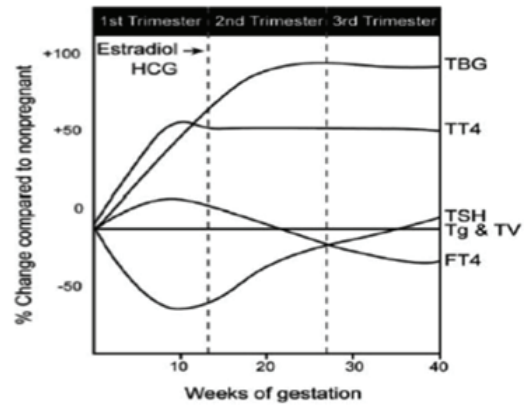 1st Trimester 2nd Trimester 3rd Trimester
+100
Estradiol →
HCG
TBG
+50
TT4
0
TSH
Tg & TV
FT4
-50
% Change compared to nonpregnant
10 20 30 40
Weeks of gestation